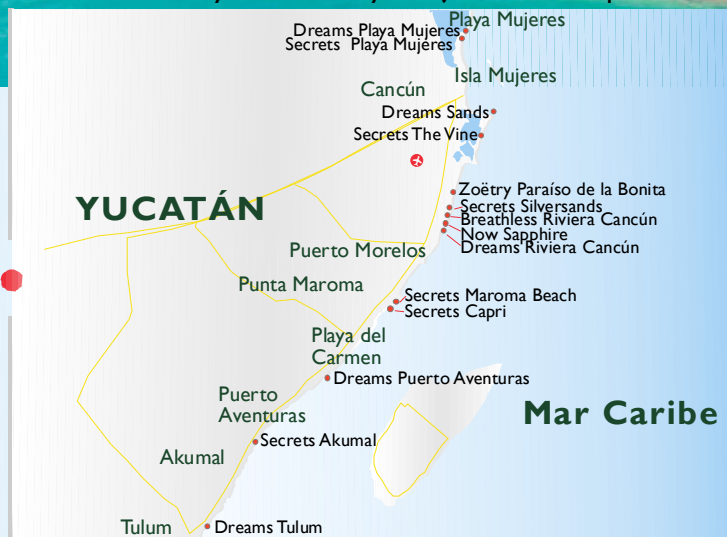 Playa Mujeres
Dreams Playa Mujeres
Secrets Playa Mujeres
Isla Mujeres
Cancún
Dreams Sands
Secrets The Vine
Zoëtry Paraíso de la Bonita
YUCATÁN
Secrets Silversands
Breathless Riviera Cancún
Now Sapphire
Puerto Morelos
Dreams Riviera Cancún
Punta Maroma
Secrets Maroma Beach
Secrets Capri
Playa del
Carmen
Dreams Puerto Aventuras
Puerto
Aventuras
Mar Caribe
Secrets Akumal
Akumal
Tulum
Dreams Tulum